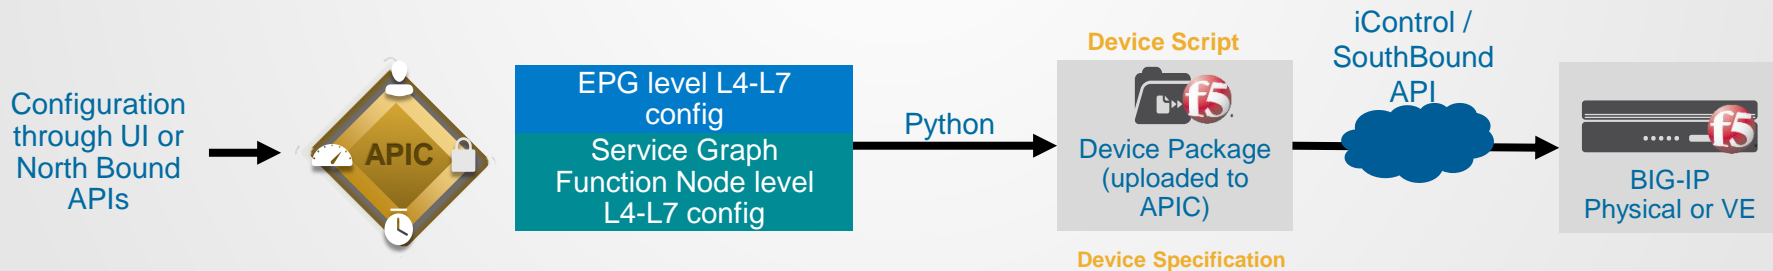 Configuration
through UI or
North Bound
APIs
APIC
EPG level L4-L7
config
Service Graph
Function Node level
L4-L7 config
Python
Device Script
f5
Device Package
(uploaded to
APIC)
Device Specification
iControl /
SouthBound
API
f5
BIG-IP
Physical or VE